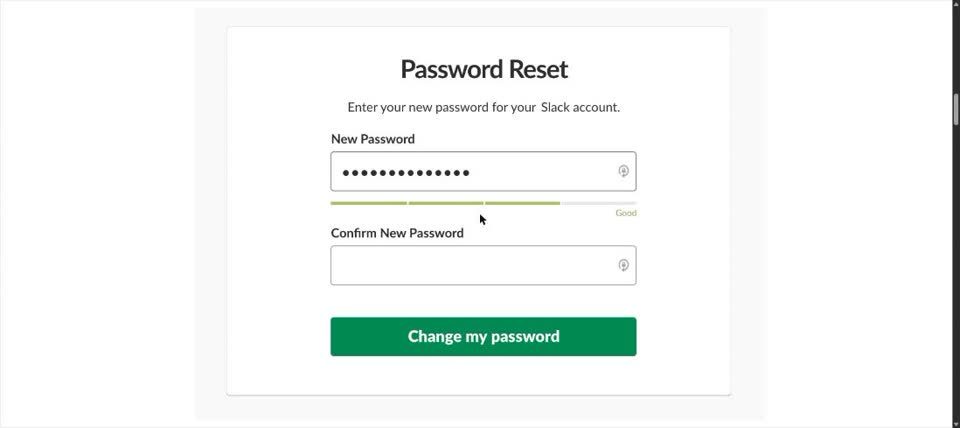 Password Reset
Enter your new password for your Slack account.
New Password
••••••••••••••
Good
Confirm New Password
Change my password